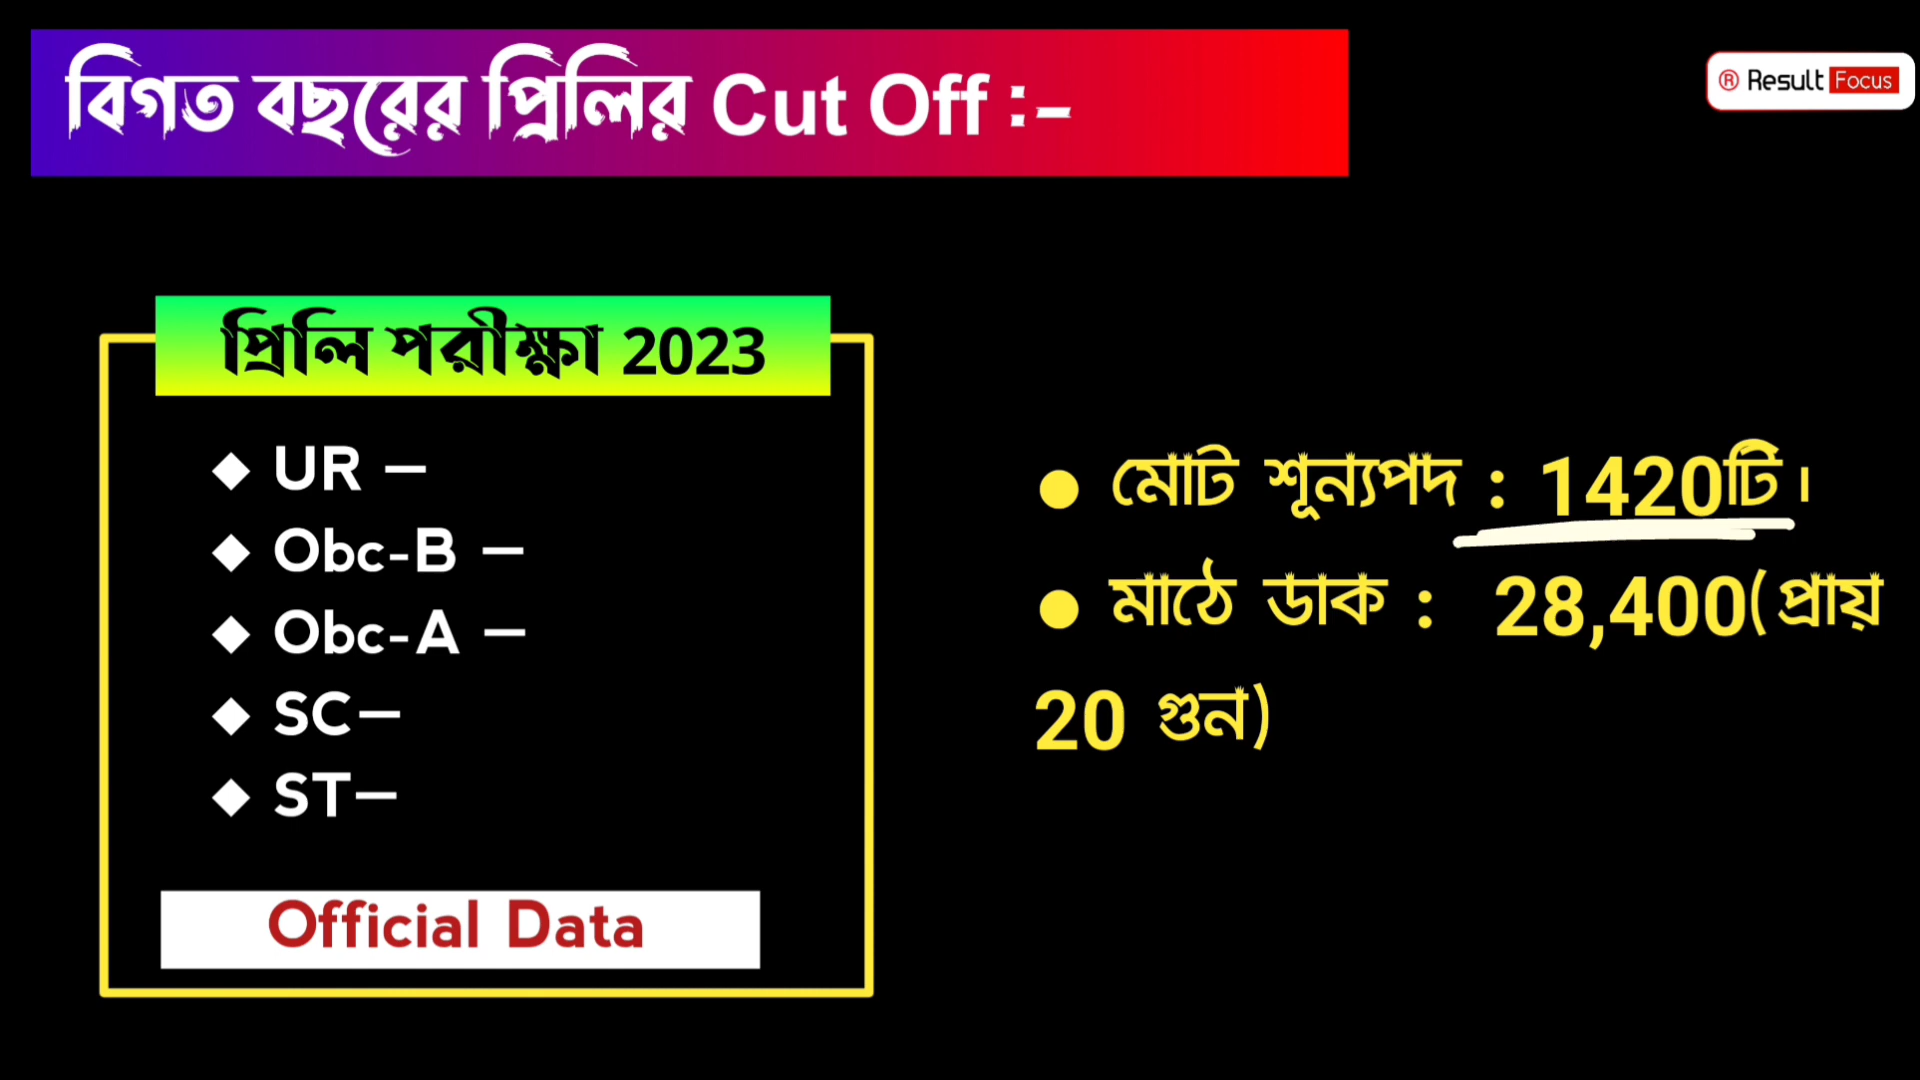 বিগত বছরের প্রিলির Cut Off :-
® Result Focus
প্রিলি পরীক্ষা 2023
◆ UR –
◆ Obc-B –
◆ Obc-A –
◆ SC–
◆ ST–
Official Data
● মোট শূন্যপদ : 1420টি।
● মাঠে ডাক : 28,400(প্রায়
20 গুন)